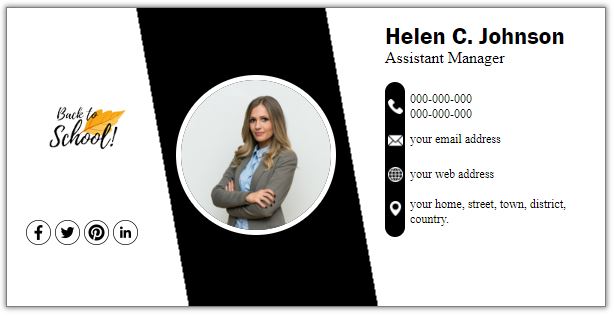 Back to
School!
Helen C. Johnson
Assistant Manager
000-000-000
000-000-000
your email address
your web address
your home, street, town, district,
country.